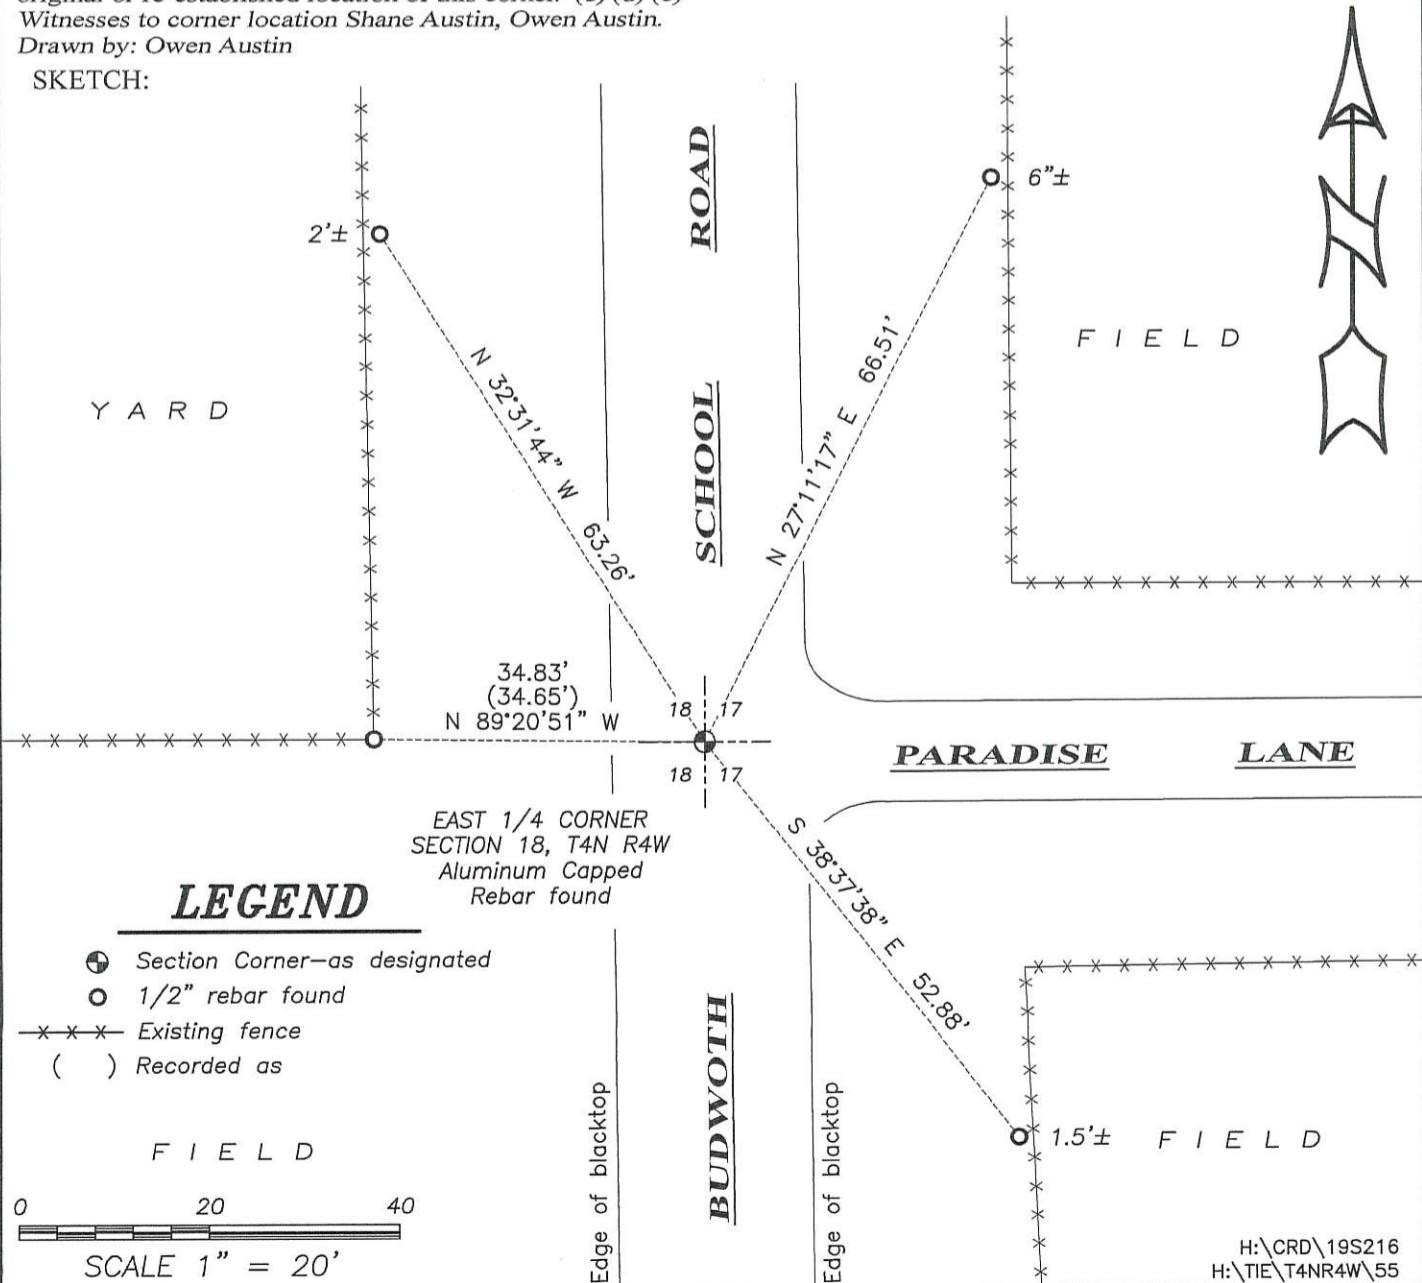 Witnesses to corner location Shane Austin, Owen Austin.
Drawn by: Owen Austin
SKETCH:
ROAD
6"±
2'±
N
FIELD
YARD
N 32°31'44" W 63.26'
SCHOOL
N 27°11'17" E 66.51'
34.83'
(34.65')
N 89°20'51" W
18 17
18 17
PARADISE LANE
EAST 1/4 CORNER
SECTION 18, T4N R4W
Aluminum Capped
Rebar found
S 38°37'38" E 52.88'
LEGEND
Section Corner-as designated
1/2" rebar found
Existing fence
( ) Recorded as
BUDWOTH
Edge of blacktop
Edge of blacktop
1.5'± FIELD
FIELD
0 20 40
SCALE 1" = 20'
H:\CRD\19S216
H:\TIE\T4NR4W\55